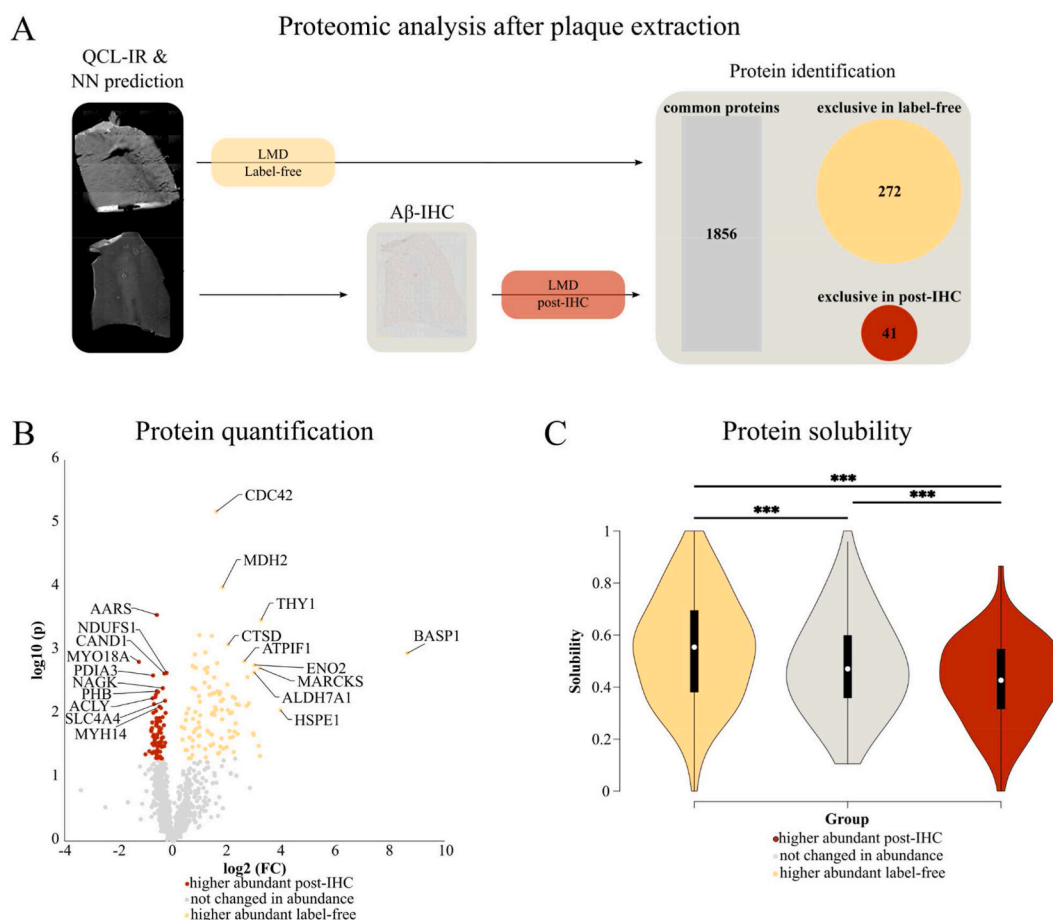 A
Proteomic analysis after plaque extraction
QCL-IR &
NN prediction
LMD
Label-free
Aβ-IHC
LMD
post-IHC
Protein identification
common proteins
exclusive in label-free
1856
272
exclusive in post-IHC
41
B
Protein quantification
log10 (p)
6
5
4
3
2
1
0
-4
-2
0
2
4
6
8
10
log2 (FC)
CDC42
MDH2
THY1
CTSD
ATPIF1
BASP1
ENO2
MARCKS
ALDH7A1
HSPE1
AARS
NDUFS1
CAND1
MYO18A
PDIA3
NAGK
PHB
ACLY
SLC4A4
MYH14
higher abundant post-IHC
not changed in abundance
higher abundant label-free
C
Protein solubility
***
***
***
Solubility
1
0.8
0.6
0.4
0.2
0
Group
higher abundant post-IHC
not changed in abundance
higher abundant label-free